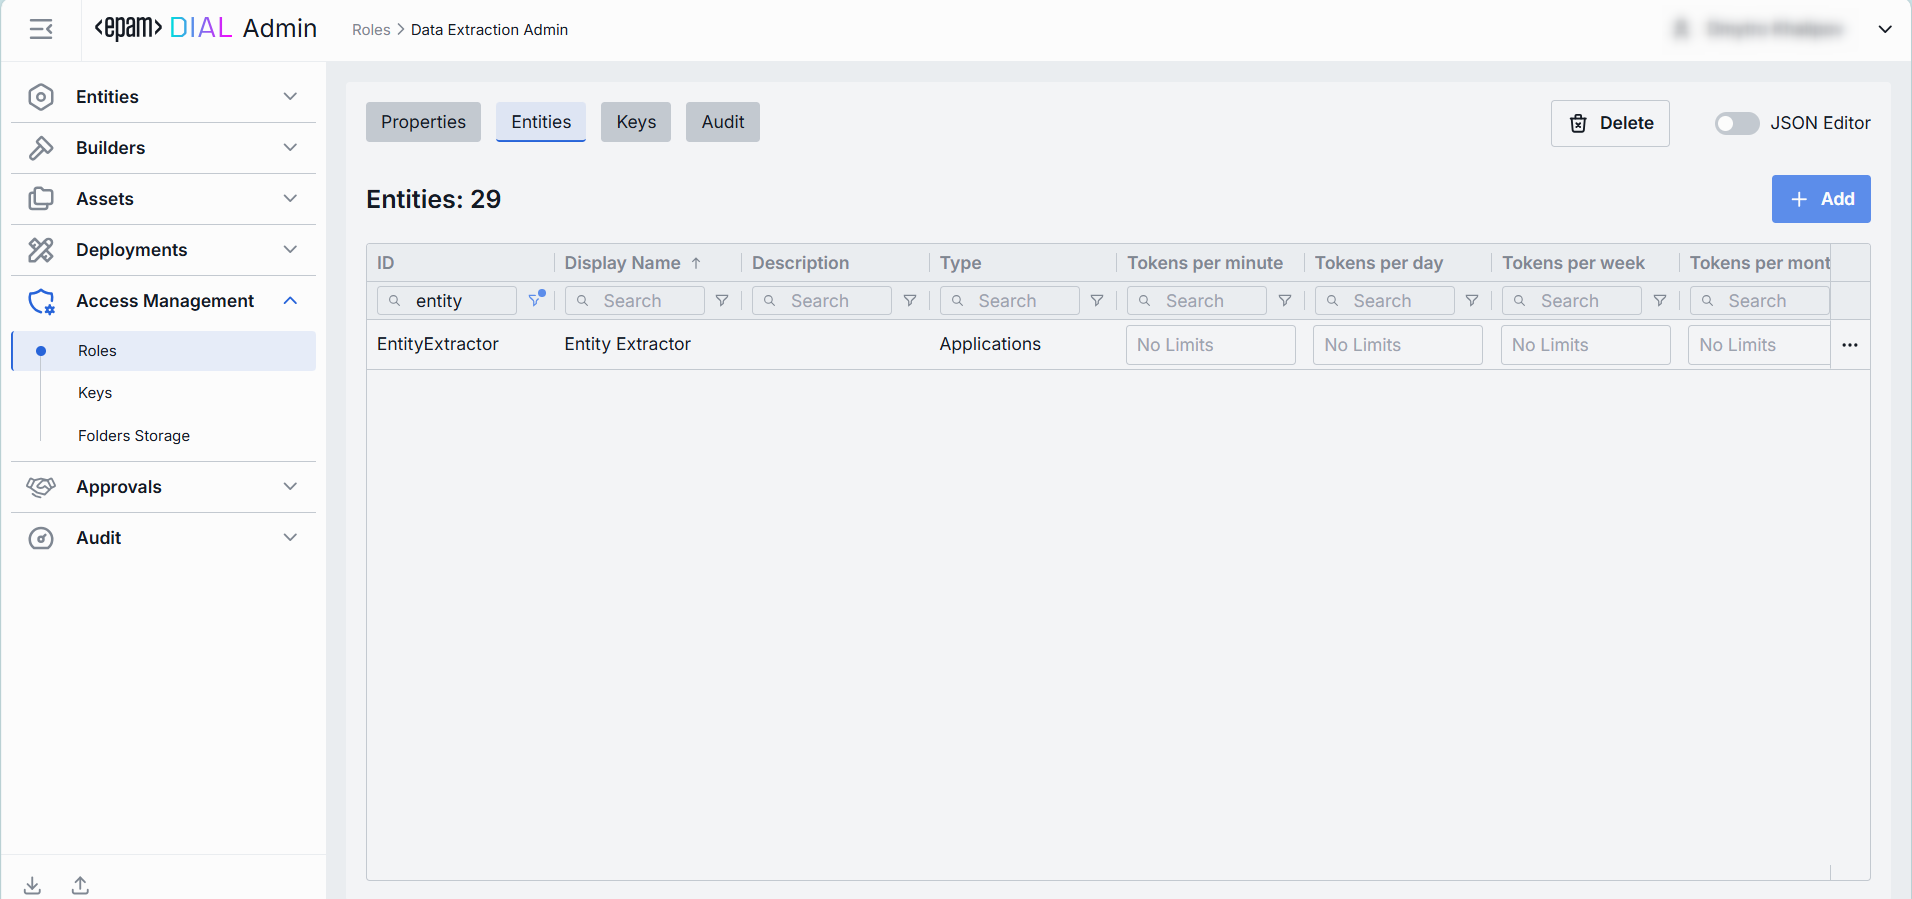 <epam> DIAL Admin
Roles > Data Extraction Admin
Entities
Builders
Assets
Deployments
Access Management
Roles
Keys
Folders Storage
Approvals
Audit
Properties
Entities
Keys
Audit
Delete
JSON Editor
Entities: 29
+ Add
ID Display Name ↑ Description Type Tokens per minute Tokens per day Tokens per week Tokens per mont
entity Search Search Search Search Search Search Search
EntityExtractor Entity Extractor Applications No Limits No Limits No Limits No Limits ...